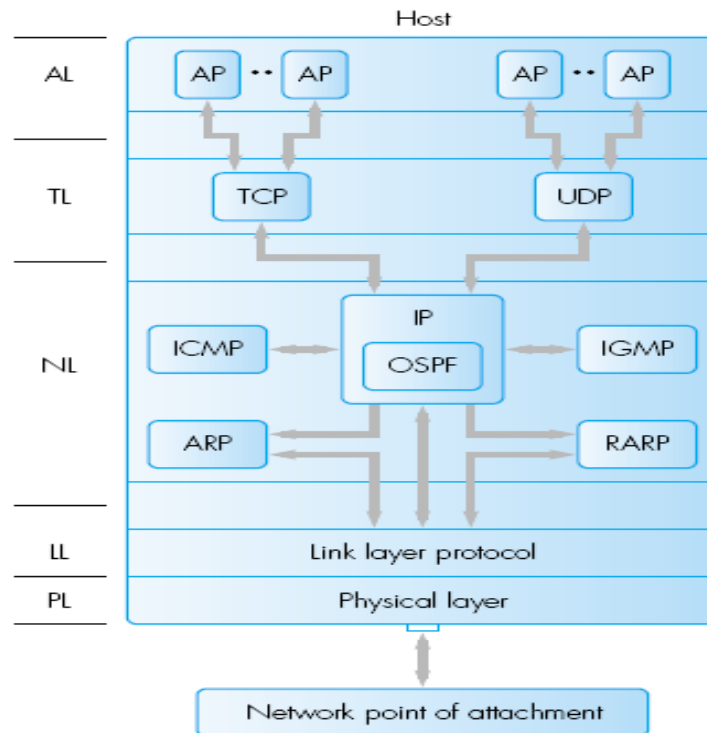 Host
AL
AP •• AP
AP •• AP
TL
TCP
UDP
NL
IP
ICMP
IGMP
OSPF
ARP
RARP
LL
Link layer protocol
PL
Physical layer
Network point of attachment